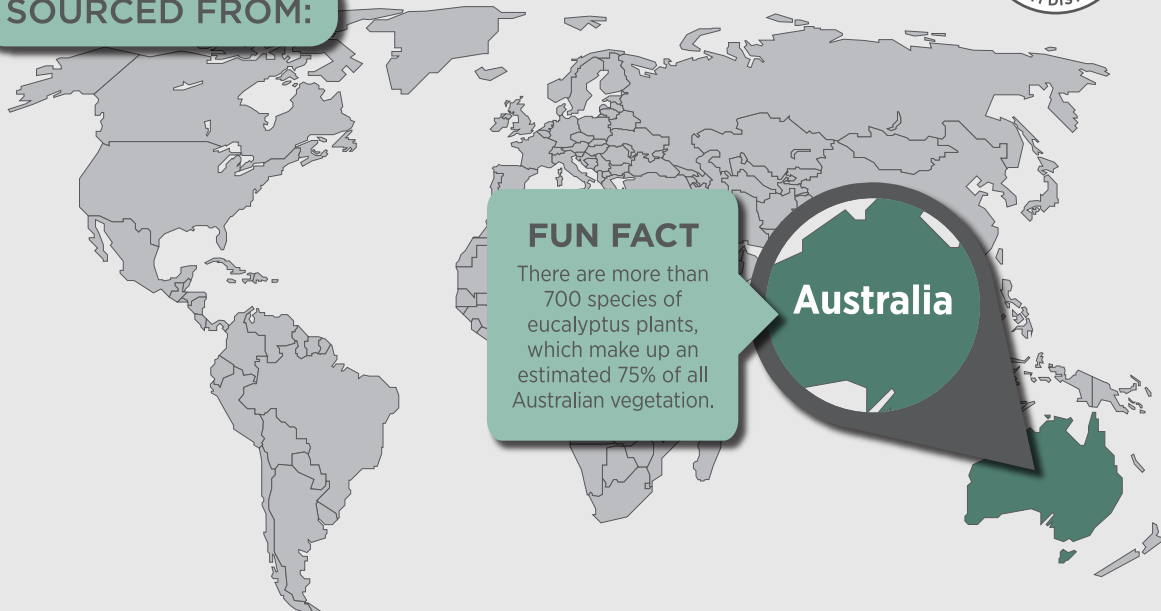 SOURCED FROM:
FUN FACT
There are more than
700 species of
eucalyptus plants,
which make up an
estimated 75% of all
Australian vegetation.
Australia